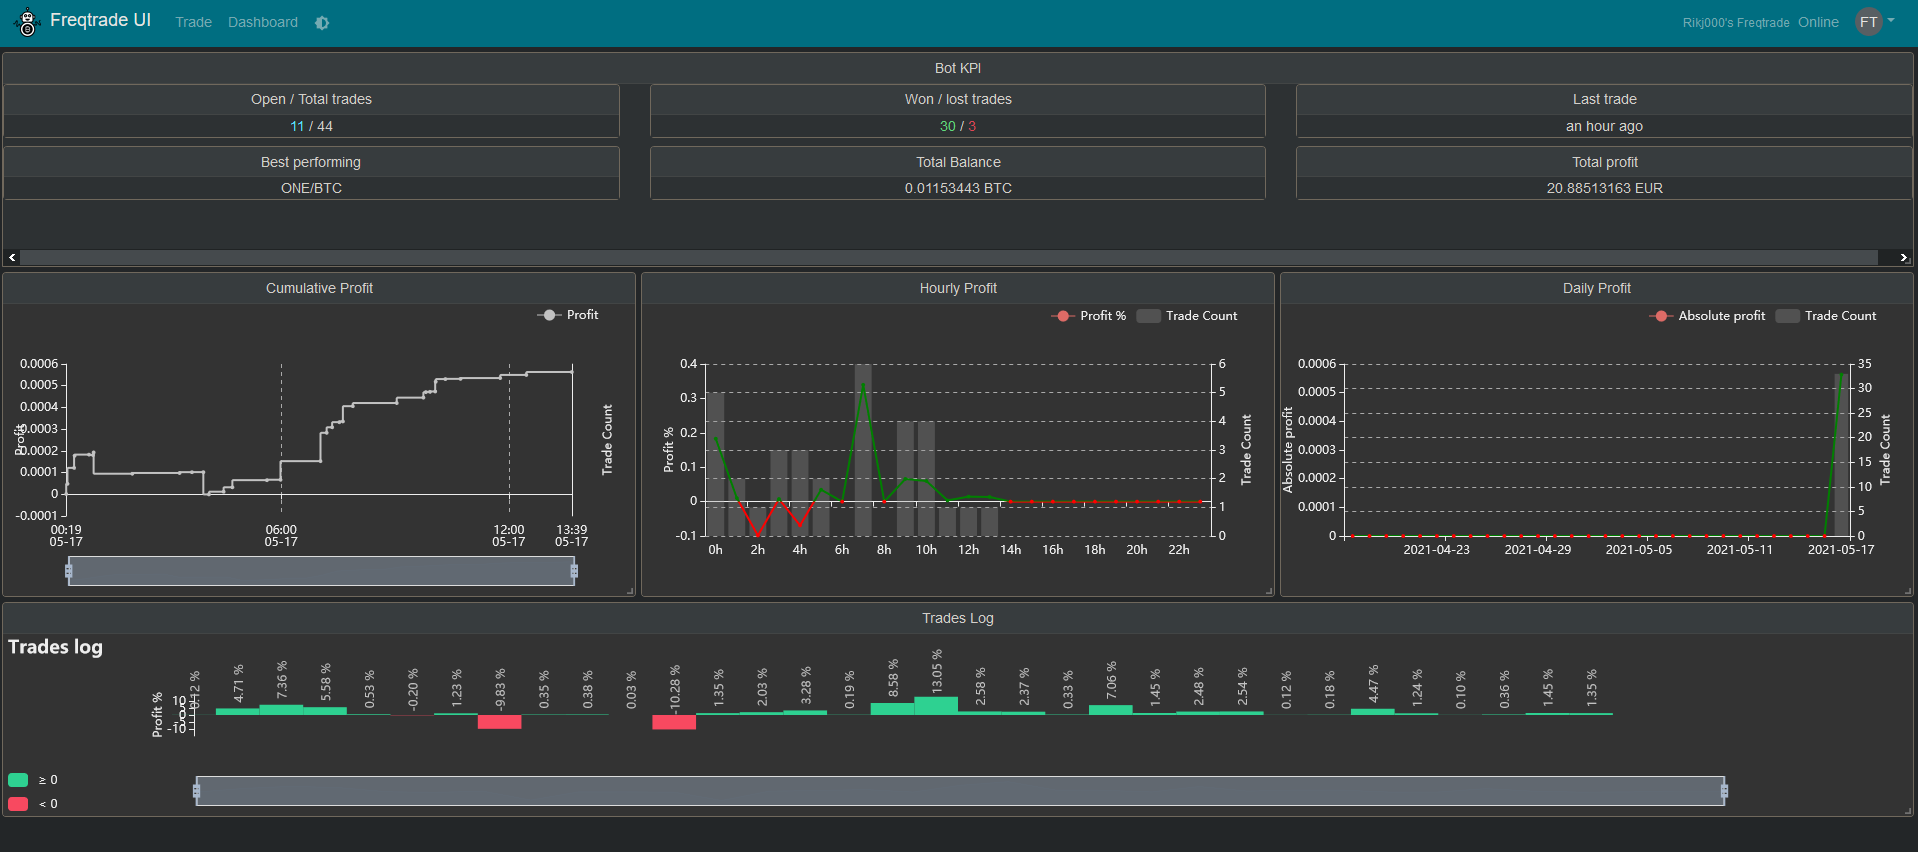 Freqtrade UI Trade Dashboard Rikj000's Freqtrade Online FT
Bot KPI
Open / Total trades Won / lost trades Last trade
11 / 44 30 / 3 an hour ago
Best performing Total Balance Total profit
ONE/BTC 0.01153443 BTC 20.88513163 EUR
Cumulative Profit
Profit
0.0006
0.0005
0.0004
0.0003
0.0002
0.0001
0
-0.0001
Profit
Trade Count
00:19 06:00 12:00 13:39
05-17 05-17 05-17 05-17
Hourly Profit
Profit % Trade Count
0.4 6
0.3 5
0.2 4
0.1 3
0 2
-0.1 1
0
Profit %
Trade Count
0h 2h 4h 6h 8h 10h 12h 14h 16h 18h 20h 22h
Daily Profit
Absolute profit Trade Count
0.0006 35
0.0005 30
0.0004 25
0.0003 20
0.0002 15
0.0001 10
0 5
0
Absolute profit
Trade Count
2021-04-23 2021-04-29 2021-05-05 2021-05-11 2021-05-17
Trades Log
Trades log
4.71 % 7.36 % 5.58 % 0.53 % -0.20 % 1.23 % -9.83 % 0.35 % 0.38 % 0.03 % -10.28 % 1.35 % 2.03 % 3.28 % 0.19 % 8.58 % 13.05 % 2.58 % 2.37 % 0.33 % 7.06 % 1.45 % 2.48 % 2.54 % 0.12 % 0.18 % 4.47 % 1.24 % 0.10 % 0.36 % 1.45 % 1.35 %
Profit %
10
0
-10
≥ 0
< 0